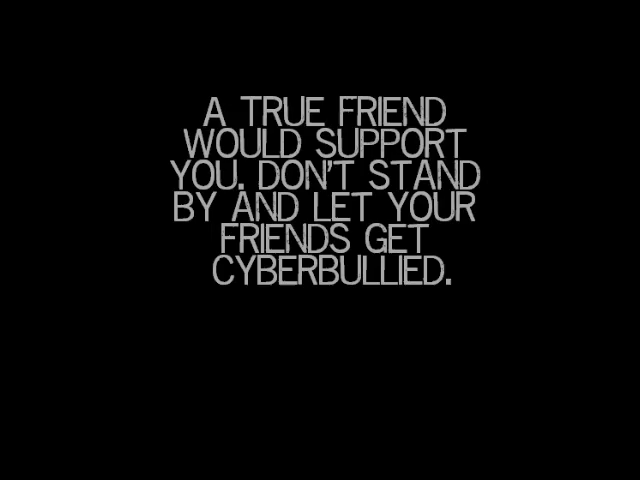 A TRUE FRIEND
WOULD SUPPORT
YOU. DON'T STAND
BY AND LET YOUR
FRIENDS GET
CYBERBULLIED.